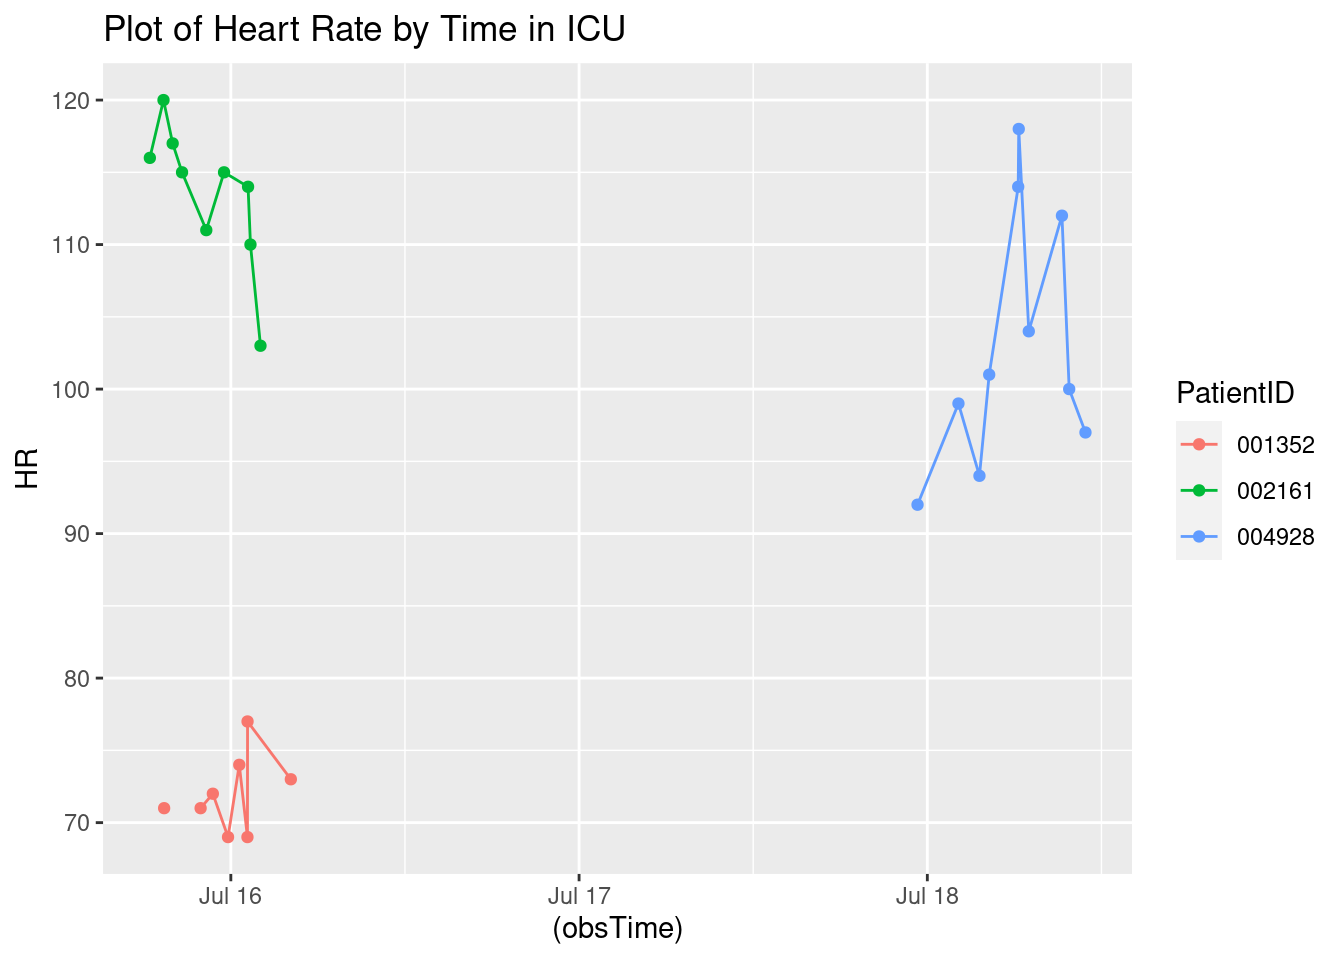 Plot of Heart Rate by Time in ICU
120
110
100
90
80
70
HR
Jul 16
Jul 17
Jul 18
(obsTime)
PatientID
001352
002161
004928